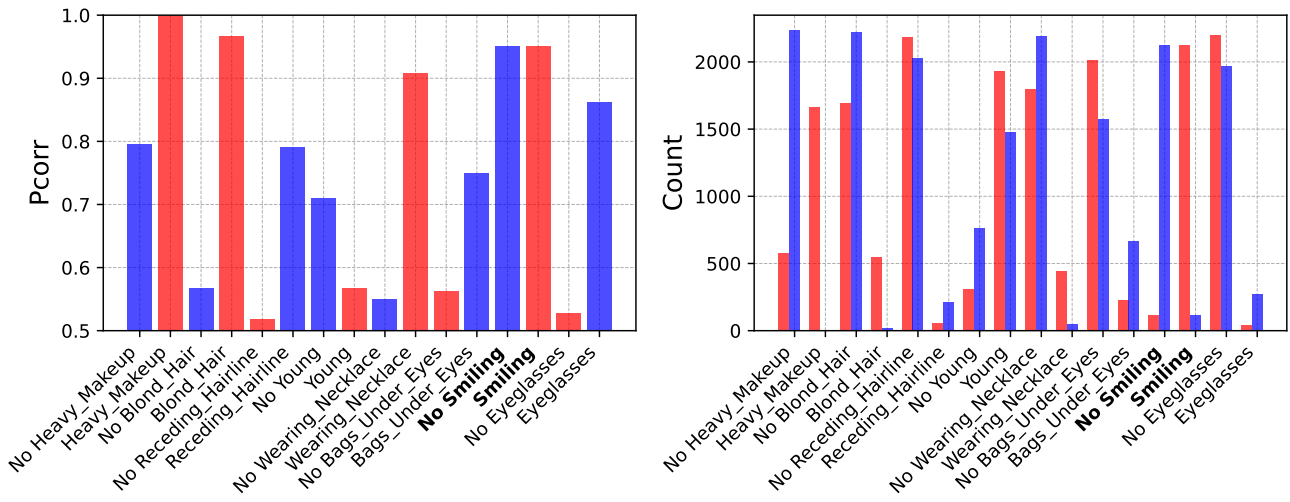 1.0
0.9
0.8
0.7
0.6
0.5
Pcorr
No Heavy_Makeup
Heavy_Makeup
No Blond_Hair
Blond_Hair
No Receding_Hairline
Receding_Hairline
No Young
Young
No Wearing_Necklace
Wearing_Necklace
No Bags_Under_Eyes
Bags_Under_Eyes
No Smiling
Smiling
No Eyeglasses
Eyeglasses
2000
1500
1000
500
0
Count
No Heavy_Makeup
Heavy_Makeup
No Blond_Hair
Blond_Hair
No Receding_Hairline
Receding_Hairline
No Young
Young
No Wearing_Necklace
Wearing_Necklace
No Bags_Under_Eyes
Bags_Under_Eyes
No Smiling
Smiling
No Eyeglasses
Eyeglasses